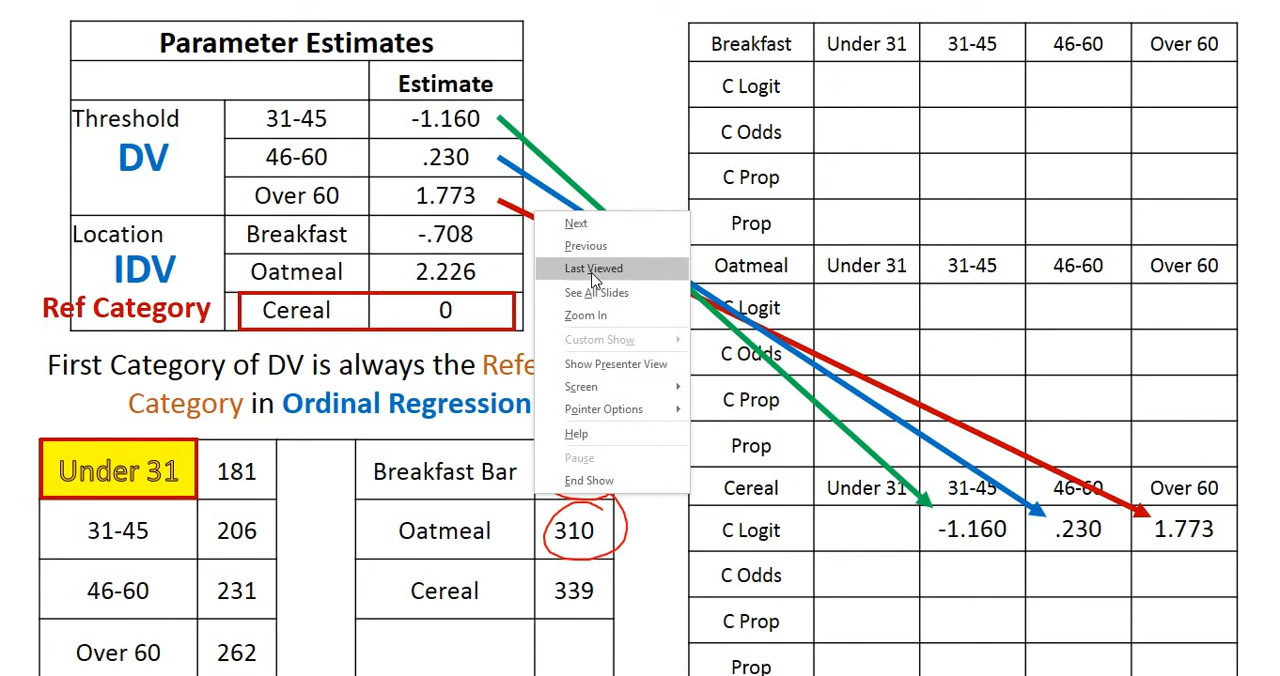 Parameter Estimates
Estimate
Threshold 31-45 -1.160
DV 46-60 .230
Over 60 1.773
Location Breakfast -.708
IDV Oatmeal 2.226
Ref Category Cereal 0
First Category of DV is always the Refe
Category in Ordinal Regression
Under 31 181
31-45 206
46-60 231
Over 60 262
Breakfast Bar
Oatmeal 310
Cereal 339
Next
Previous
Last Viewed
See All Slides
Zoom In
Custom Show
Show Presenter View
Screen
Pointer Options
Help
Pause
End Show
Breakfast Under 31 31-45 46-60 Over 60
C Logit
C Odds
C Prop
Prop
Oatmeal Under 31 31-45 46-60 Over 60
C Logit
C Odds
C Prop
Prop
Cereal Under 31 31-45 46-60 Over 60
C Logit -1.160 .230 1.773
C Odds
C Prop
Prop